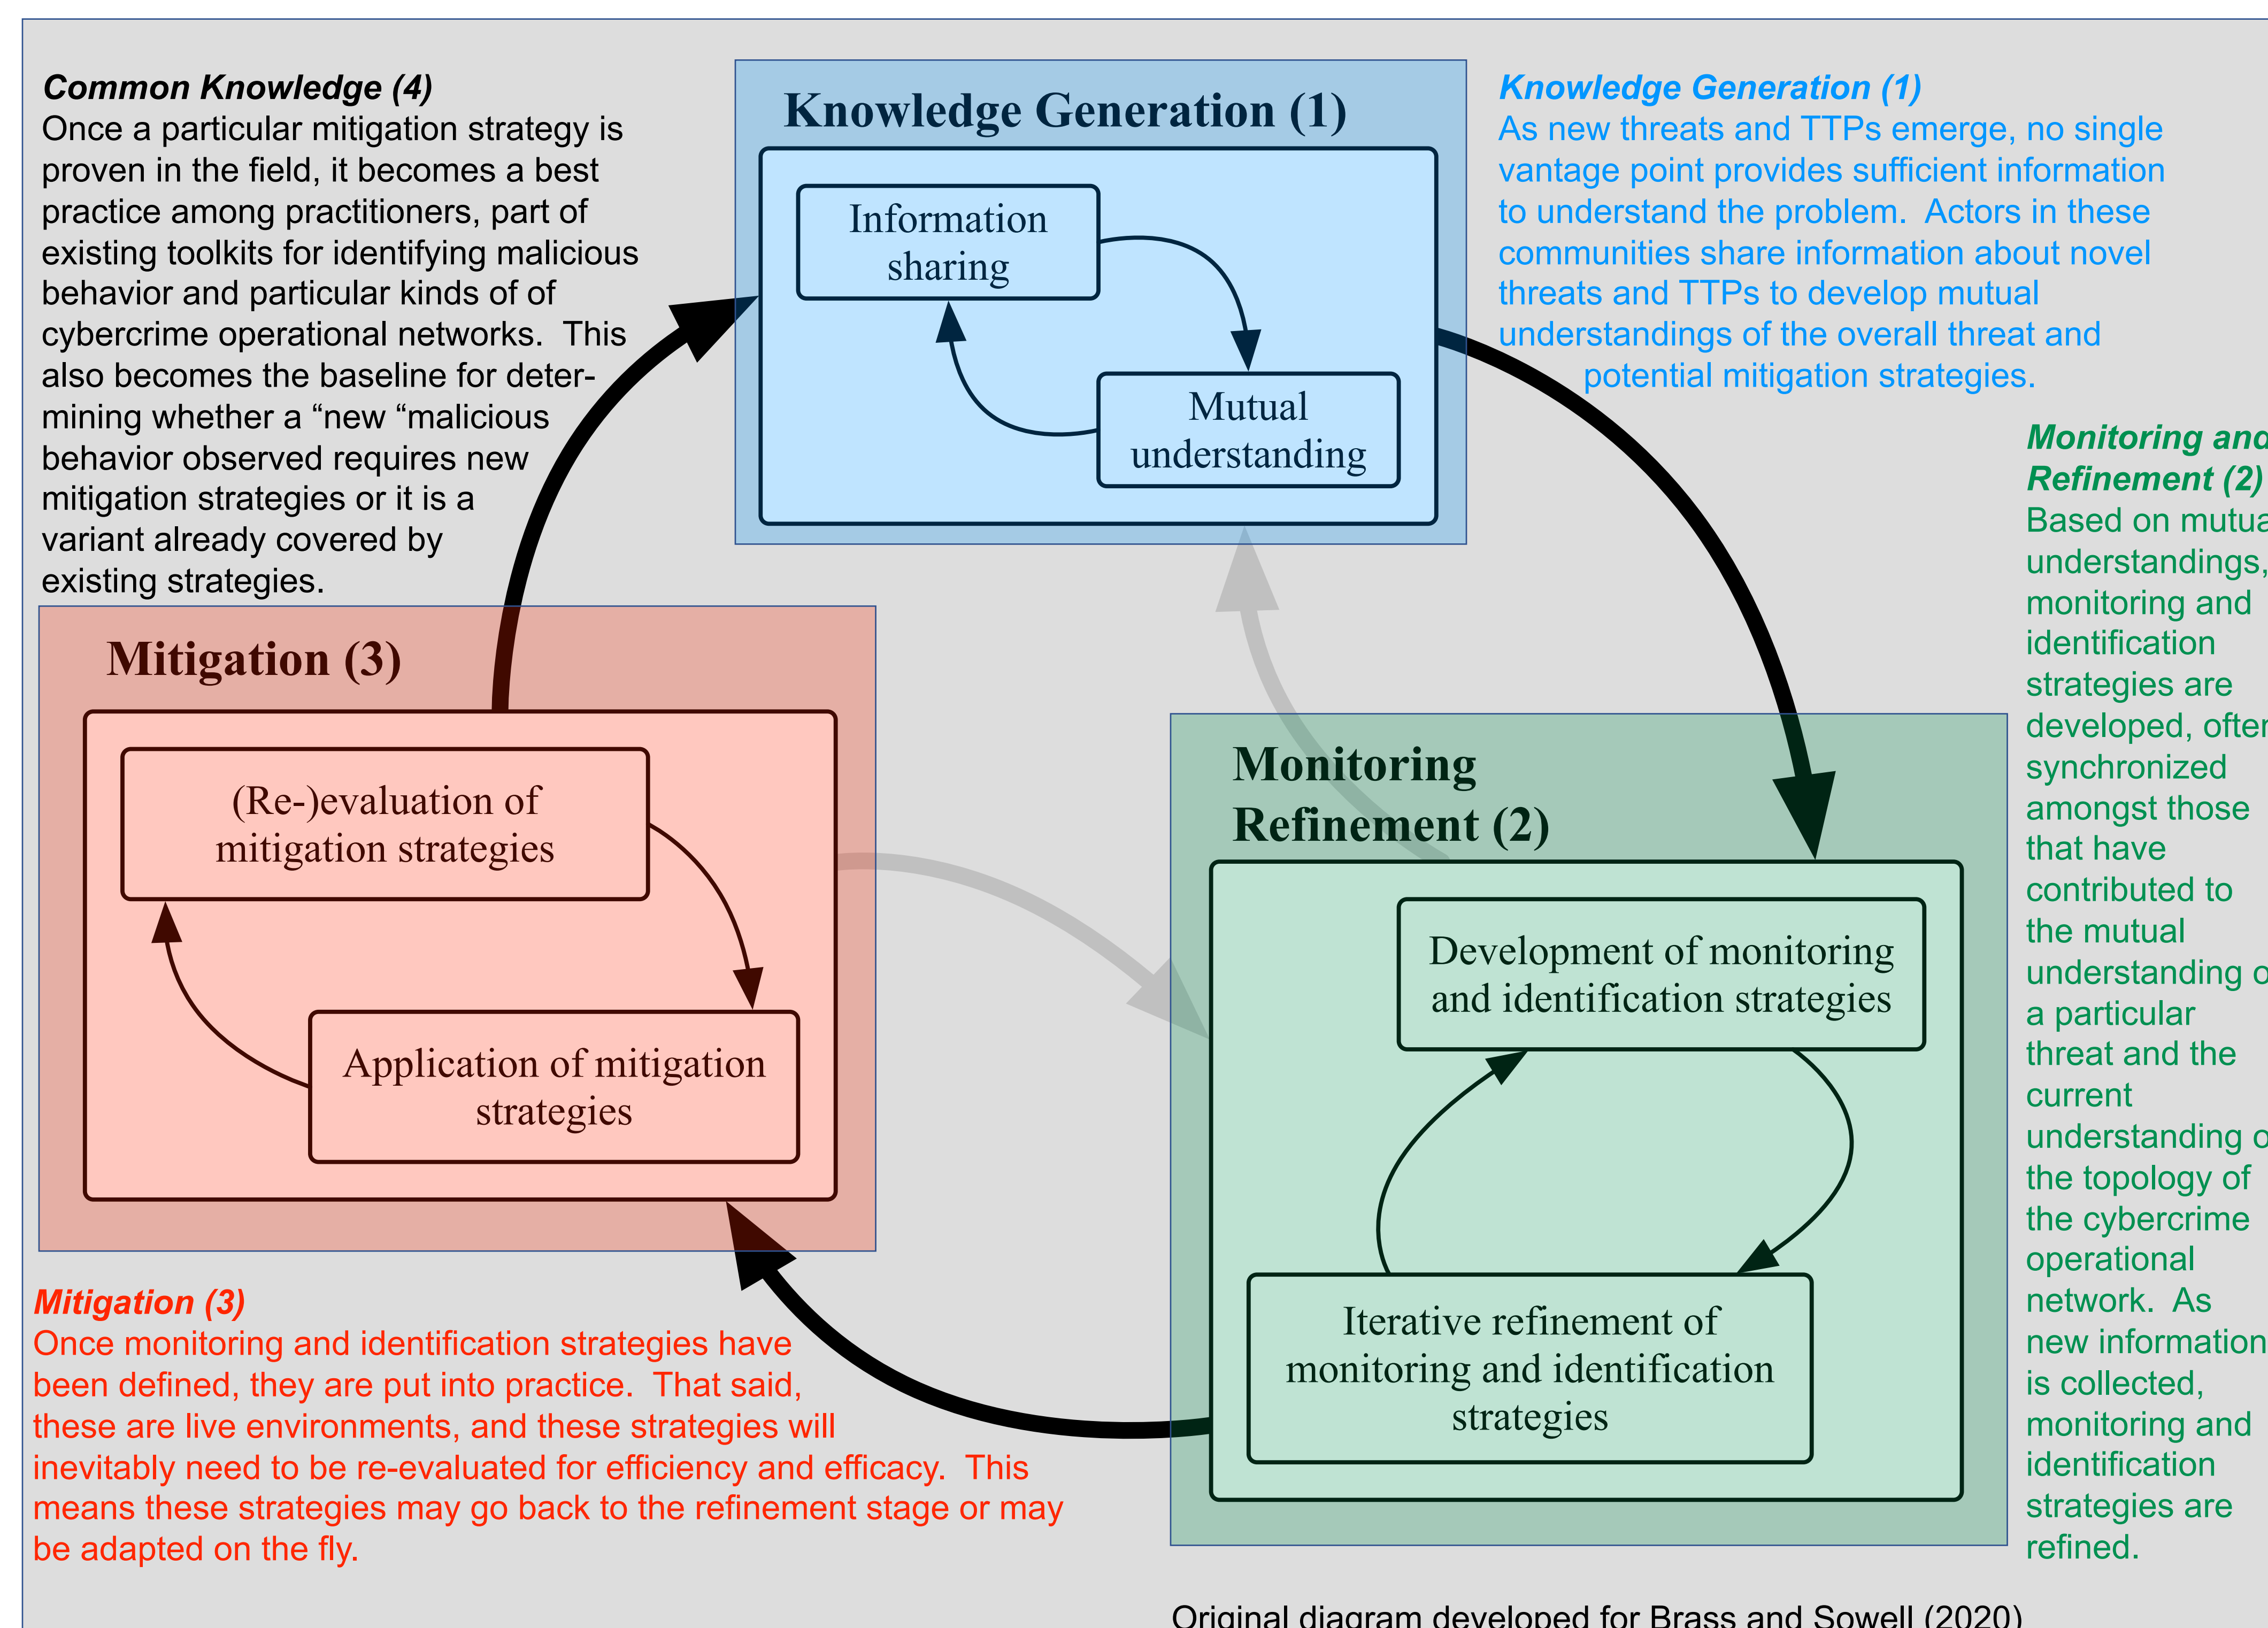 Common Knowledge (4)
Once a particular mitigation strategy is
proven in the field, it becomes a best
practice among practitioners, part of
existing toolkits for identifying malicious
behavior and particular kinds of of
cybercrime operational networks.  This
also becomes the baseline for deter-
mining whether a “new “malicious
behavior observed requires new
mitigation strategies or it is a
variant already covered by
existing strategies.
Knowledge Generation (1)
Information
sharing
Mutual
understanding
Knowledge Generation (1)
As new threats and TTPs emerge, no single
vantage point provides sufficient information
to understand the problem.  Actors in these
communities share information about novel
threats and TTPs to develop mutual
understandings of the overall threat and
potential mitigation strategies.
Monitoring and
Refinement (2)
Based on mutua
understandings,
monitoring and
identification
strategies are
developed, often
synchronized
amongst those
that have
contributed to
the mutual
understanding o
a particular
threat and the
current
understanding o
the topology of
the cybercrime
operational
network.  As
new information
is collected,
monitoring and
identification
strategies are
refined.
Mitigation (3)
(Re-)evaluation of
mitigation strategies
Application of mitigation
strategies
Monitoring
Refinement (2)
Development of monitoring
and identification strategies
Iterative refinement of
monitoring and identification
strategies
Mitigation (3)
Once monitoring and identification strategies have
been defined, they are put into practice.  That said,
these are live environments, and these strategies will
inevitably need to be re-evaluated for efficiency and efficacy.  This
means these strategies may go back to the refinement stage or may
be adapted on the fly.
Original diagram developed for Brass and Sowell (2020)